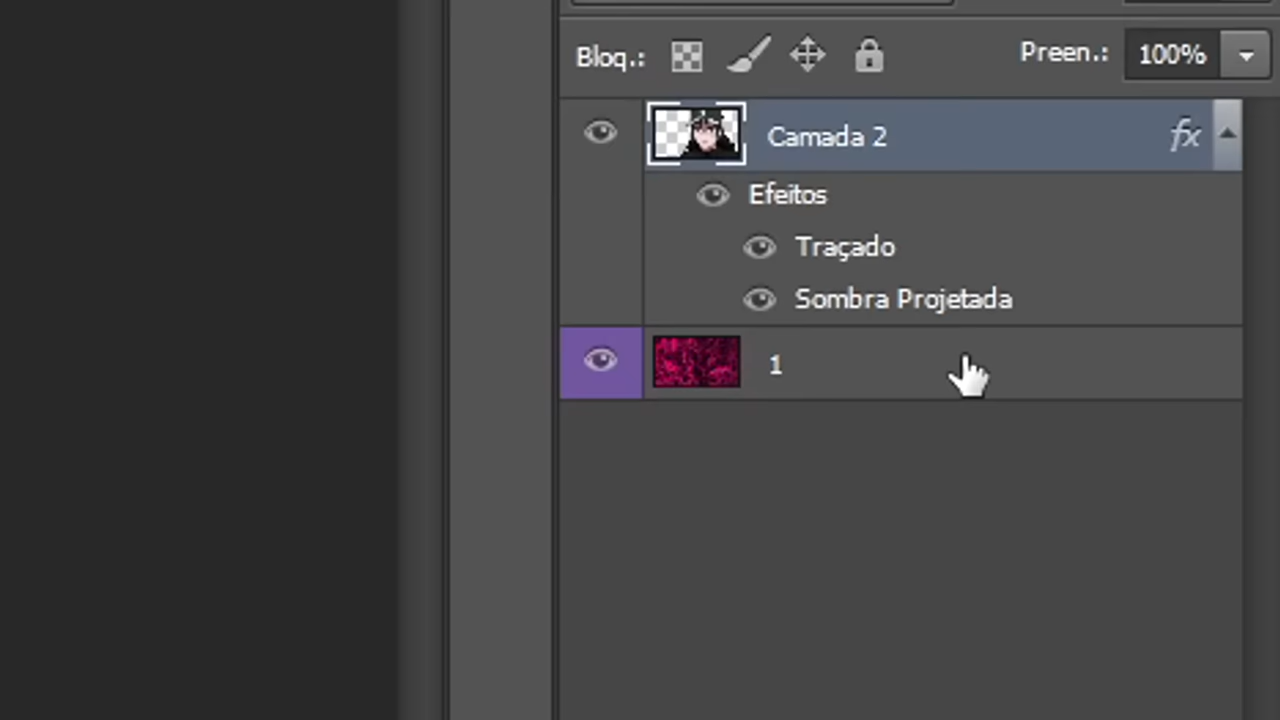 Bloq.: Preen.: 100%
Camada 2 fx
Efeitos
Traçado
Sombra Projetada
1